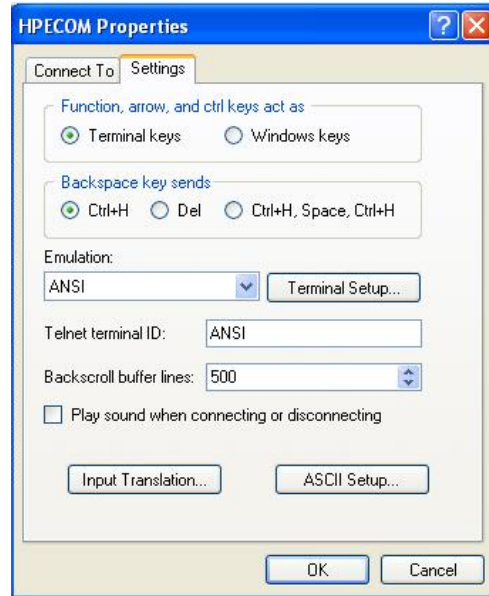 HPECOM Properties
Connect To Settings
Function, arrow, and ctrl keys act as
Terminal keys Windows keys
Backspace key sends
Ctrl+H Del Ctrl+H, Space, Ctrl+H
Emulation:
ANSI Terminal Setup...
Telnet terminal ID: ANSI
Backscroll buffer lines: 500
Play sound when connecting or disconnecting
Input Translation... ASCII Setup...
OK Cancel